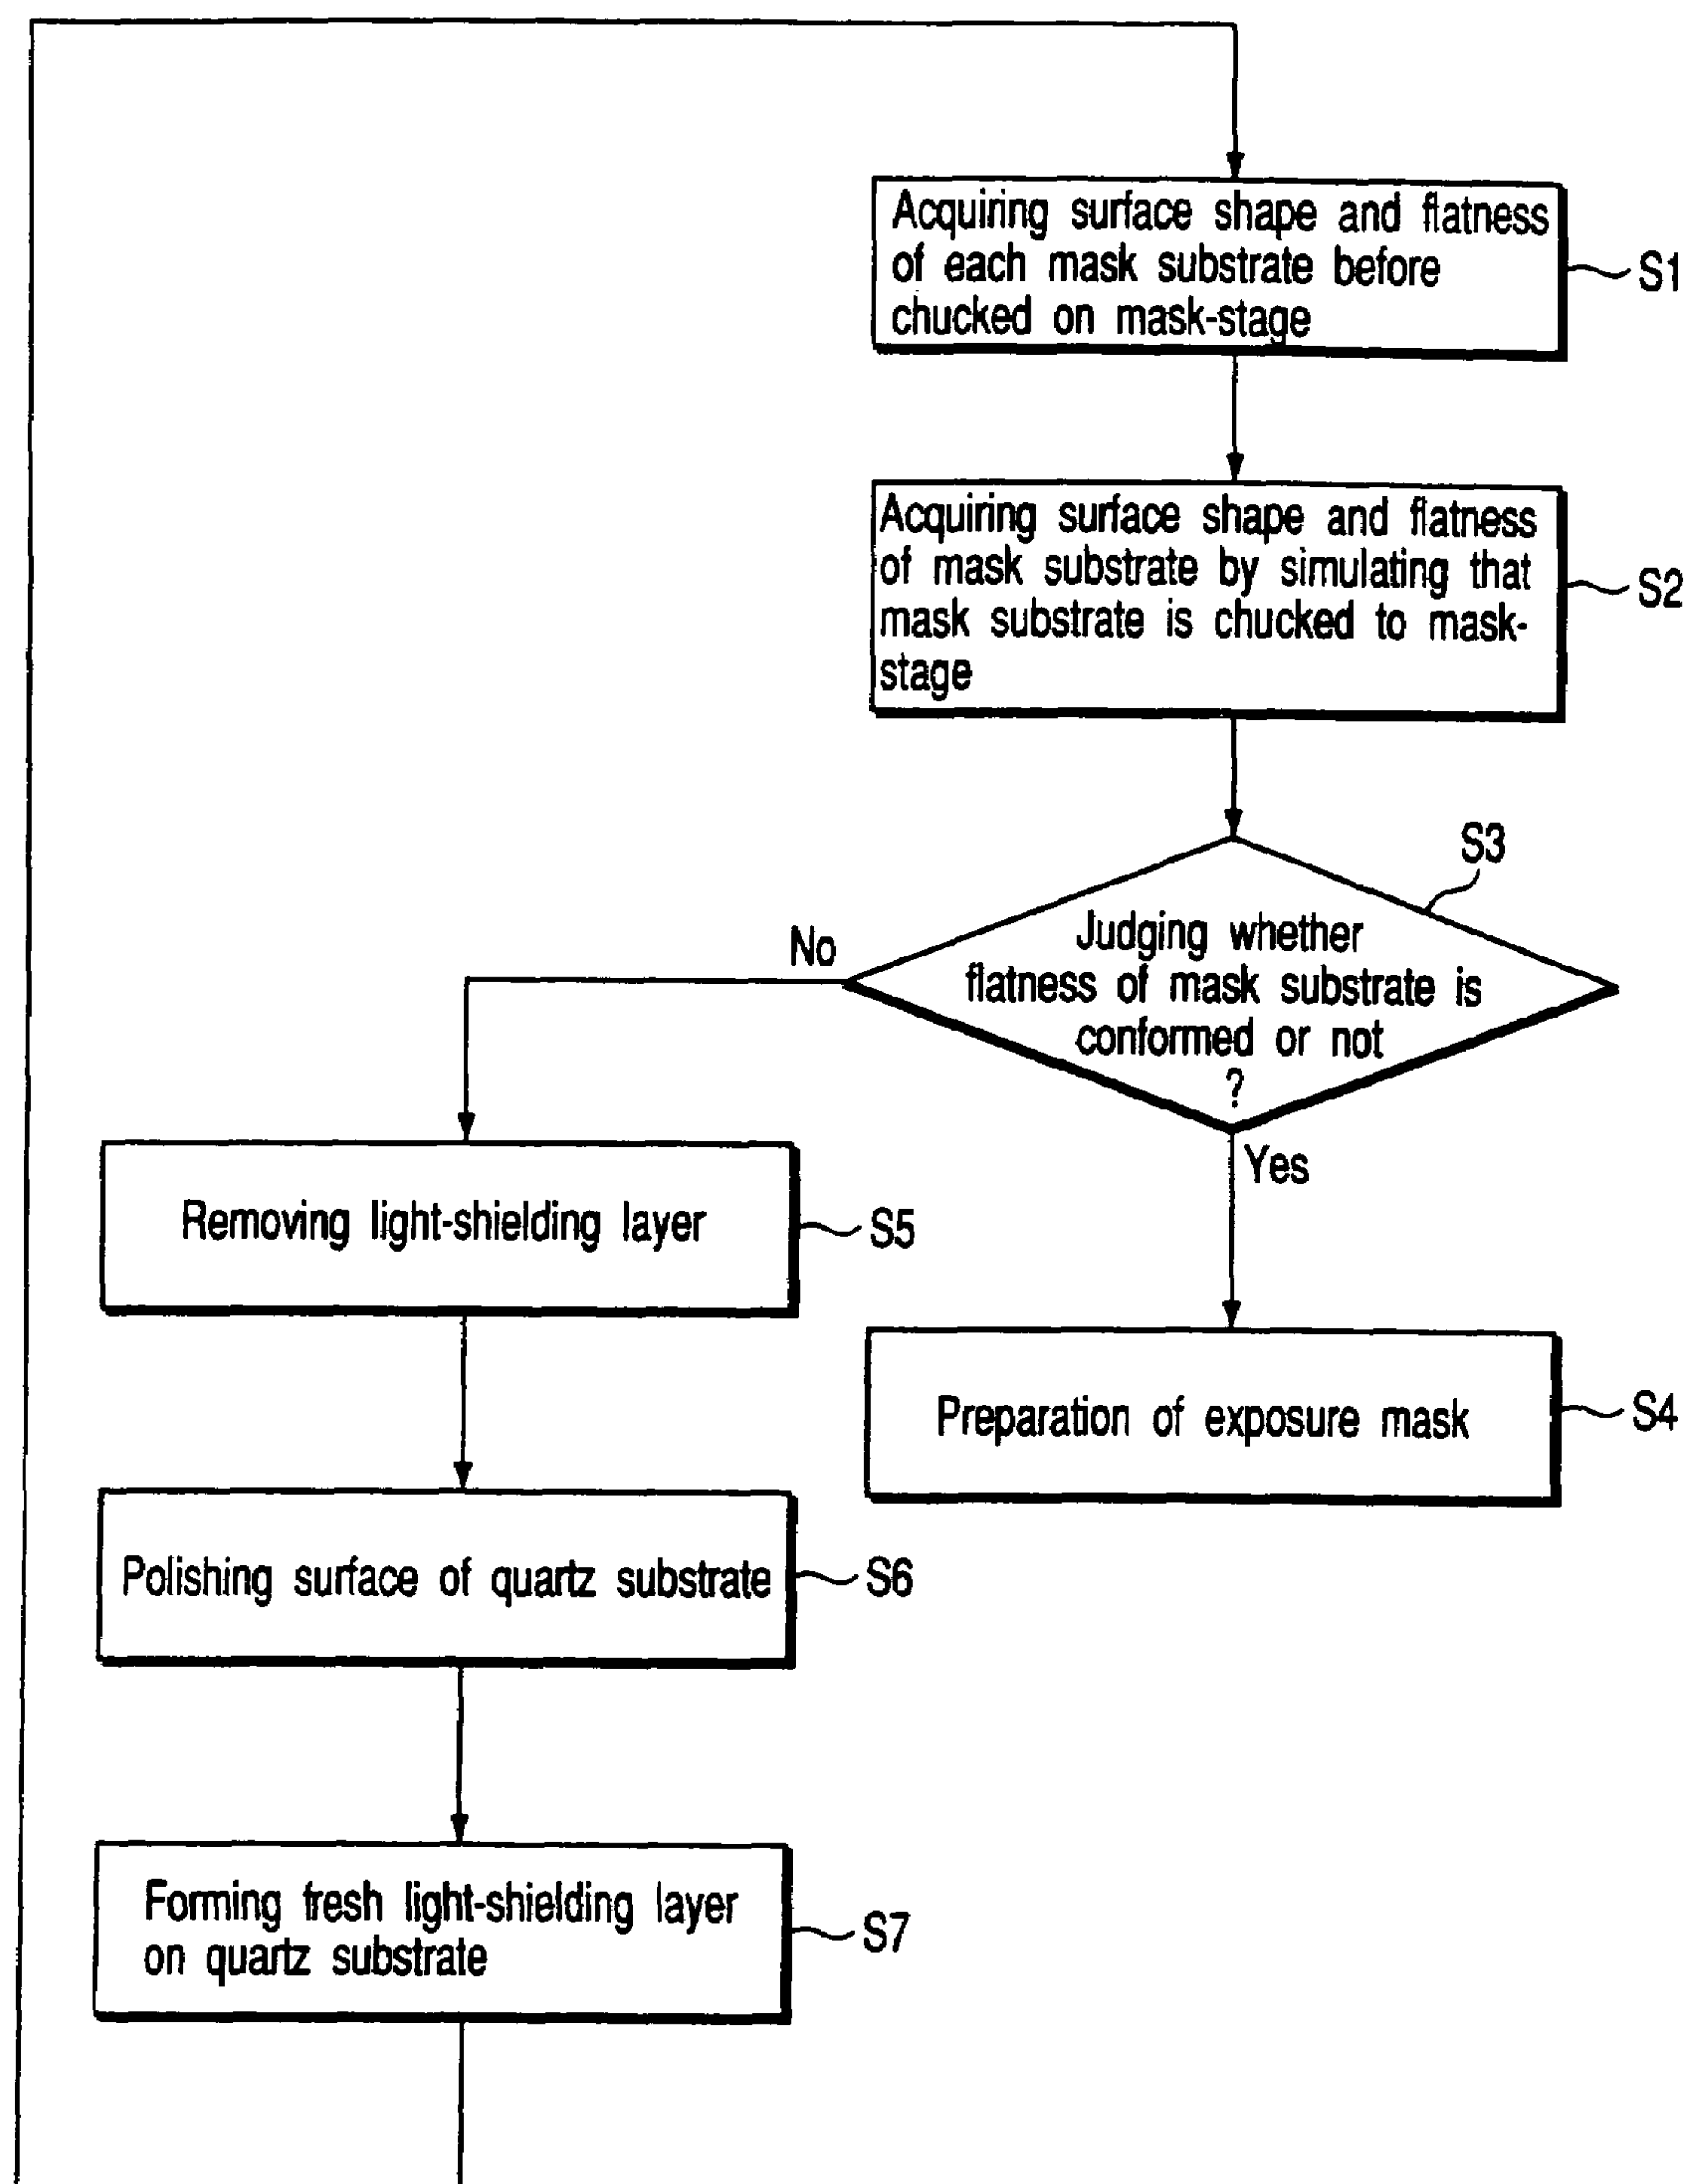 Acquiring surface shape and flatness
of each mask substrate before
chucked on mask-stage
S1
Acquiring surface shape and flatness
of mask substrate by simulating that
mask substrate is chucked to mask-
stage
S2
S3
Judging whether
flatness of mask substrate is
conformed or not
?
No
Yes
Removing light-shielding layer
S5
Preparation of exposure mask
S4
Polishing surface of quartz substrate
S6
Forming fresh light-shielding layer
on quartz substrate
S7